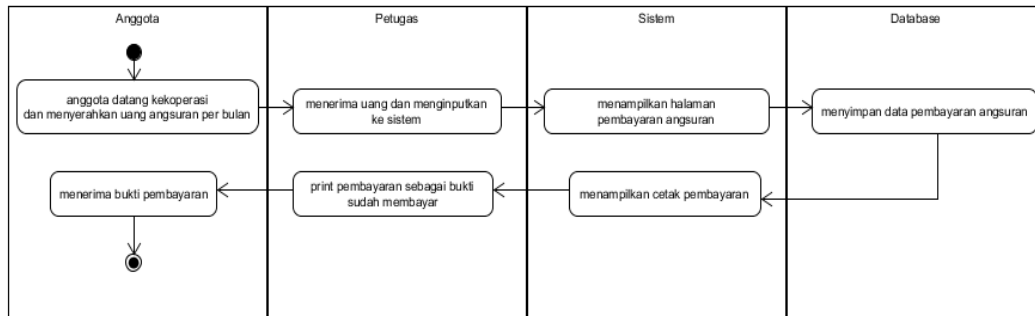 Anggota
Petugas
Sistem
Database
anggota datang kekoperasi
dan menyerahkan uang angsuran per bulan
menerima uang dan menginputkan
ke sistem
menampilkan halaman
pembayaran angsuran
menyimpan data pembayaran angsuran
menerima bukti pembayaran
print pembayaran sebagai bukti
sudah membayar
menampilkan cetak pembayaran